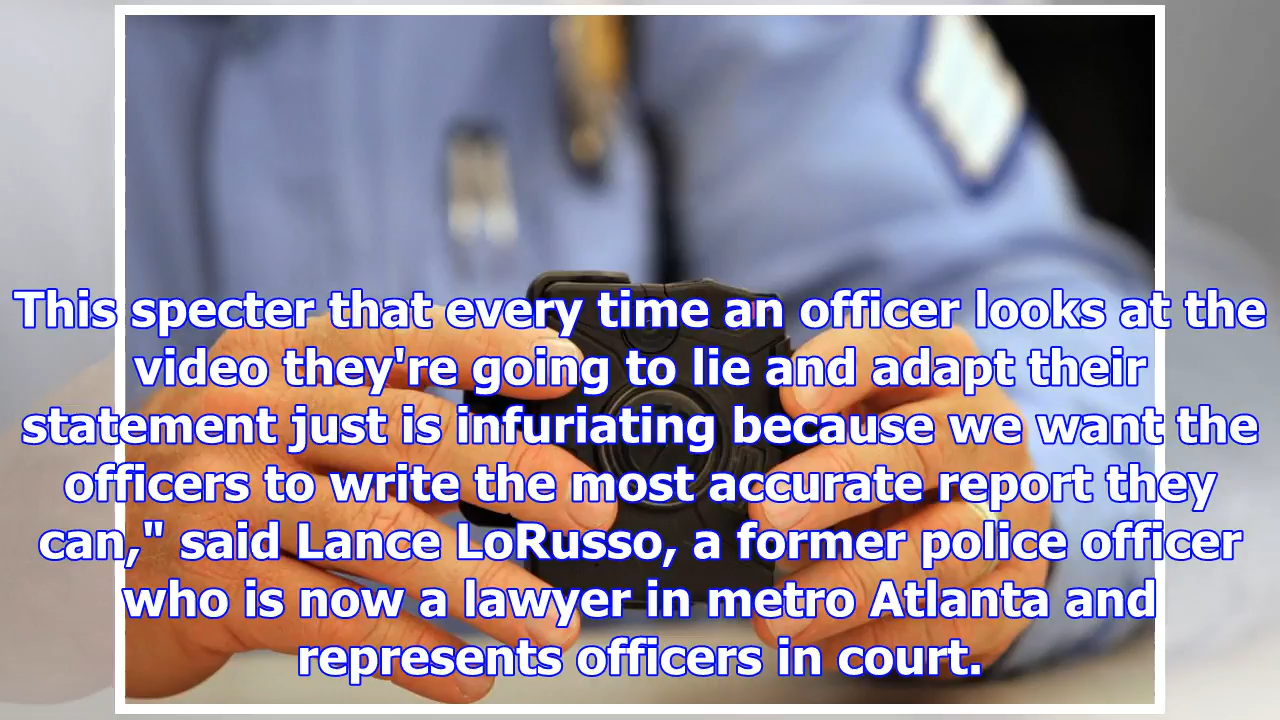 This specter that every time an officer looks at the
video they're going to lie and adapt their
statement just is infuriating because we want the
officers to write the most accurate report they
can," said Lance LoRusso, a former police officer
who is now a lawyer in metro Atlanta and
represents officers in court.